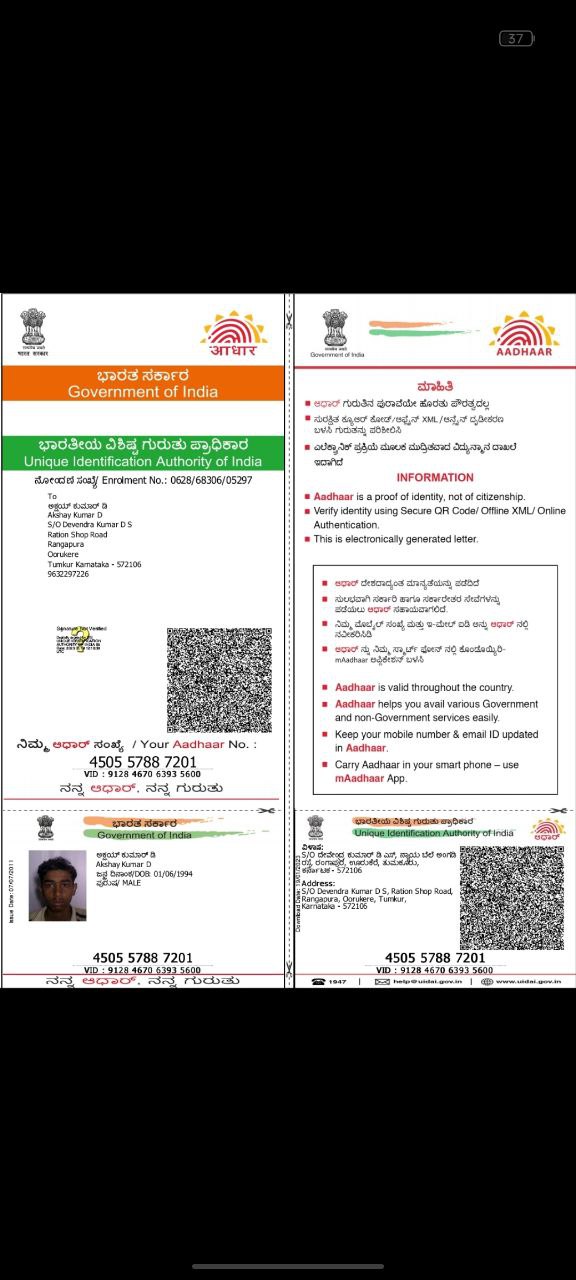 37
भारत सरकार
आधार
ಭಾರತ ಸರ್ಕಾರ
Government of India
ಭಾರತೀಯ ವಿಶಿಷ್ಟ ಗುರುತು ಪ್ರಾಧಿಕಾರ
Unique Identification Authority of India
ನೋಂದಣಿ ಸಂಖ್ಯೆ/ Enrolment No.: 0628/68306/05297
To
ಅಕ್ಷಯ್ ಕುಮಾರ್ ಡಿ
Akshay Kumar D
S/O Devendra Kumar D S
Ration Shop Road
Rangapura
Oorukere
Tumkur Karnataka - 572106
9632297226
Signature Not Verified
ನಿಮ್ಮ ಆಧಾರ್ ಸಂಖ್ಯೆ / Your Aadhaar No. :
4505 5788 7201
VID : 9128 4670 6393 5600
ನನ್ನ ಆಧಾರ್, ನನ್ನ ಗುರುತು
ಭಾರತ ಸರ್ಕಾರ
Government of India
Issue Date: 07/07/2011
ಅಕ್ಷಯ್ ಕುಮಾರ್ ಡಿ
Akshay Kumar D
ಜನ್ಮ ದಿನಾಂಕ/DOB: 01/06/1994
ಪುರುಷ/ MALE
4505 5788 7201
VID : 9128 4670 6393 5600
ನನ್ನ ಆಧಾರ್, ನನ್ನ ಗುರುತು
Government of India
AADHAAR
ಮಾಹಿತಿ
ಆಧಾರ್ ಗುರುತಿನ ಪುರಾವೆಯೇ ಹೊರತು ಪೌರತ್ವದಲ್ಲ
ಸುರಕ್ಷಿತ ಕ್ಯೂಆರ್ ಕೋಡ್/ಆಫ್ಲೈನ್ XML/ಆನ್ಲೈನ್ ದೃಢೀಕರಣ
ಬಳಸಿ ಗುರುತನ್ನು ಪರಿಶೀಲಿಸಿ
ಎಲೆಕ್ಟ್ರಾನಿಕ್ ಪ್ರಕ್ರಿಯೆ ಮೂಲಕ ಮುದ್ರಿತವಾದ ವಿದ್ಯುನ್ಮಾನ ದಾಖಲೆ
ಇದಾಗಿದೆ
INFORMATION
Aadhaar is a proof of identity, not of citizenship.
Verify identity using Secure QR Code/ Offline XML/ Online
Authentication.
This is electronically generated letter.
ಆಧಾರ್ ದೇಶದಾದ್ಯಂತ ಮಾನ್ಯತೆಯನ್ನು ಪಡೆದಿದೆ
ಸುಲಭವಾಗಿ ಸರ್ಕಾರಿ ಹಾಗೂ ಸರ್ಕಾರೇತರ ಸೇವೆಗಳನ್ನು
ಪಡೆಯಲು ಆಧಾರ್ ಸಹಾಯವಾಗಲಿದೆ.
ನಿಮ್ಮ ಮೊಬೈಲ್ ಸಂಖ್ಯೆ ಮತ್ತು ಇ-ಮೇಲ್ ಐಡಿ ಅನ್ನು ಆಧಾರ್ ನಲ್ಲಿ
ನವೀಕರಿಸಿಡಿ
ಆಧಾರ್ ನ್ನು ನಿಮ್ಮ ಸ್ಮಾರ್ಟ್ ಫೋನ್ ನಲ್ಲಿ ಕೊಂಡೊಯ್ಯಿರಿ-
mAadhaar ಅಪ್ಲಿಕೇಶನ್ ಬಳಸಿ
Aadhaar is valid throughout the country.
Aadhaar helps you avail various Government
and non-Government services easily.
Keep your mobile number & email ID updated
in Aadhaar.
Carry Aadhaar in your smart phone – use
mAadhaar App.
ಭಾರತೀಯ ವಿಶಿಷ್ಟ ಗುರುತು ಪ್ರಾಧಿಕಾರ
Unique Identification Authority of India
ಆಧಾರ್
ವಿಳಾಸ:
S/O ದೇವೇಂದ್ರ ಕುಮಾರ್ ಡಿ ಎಸ್, ನ್ಯಾಯ ಬೆಲೆ ಅಂಗಡಿ
ರಸ್ತೆ, ರಂಗಾಪುರ, ಊರುಕೆರೆ, ತುಮಕೂರು,
ಕರ್ನಾಟಕ - 572106
Address:
S/O Devendra Kumar D S, Ration Shop Road,
Rangapura, Oorukere, Tumkur,
Karnataka - 572106
4505 5788 7201
VID : 9128 4670 6393 5600
1947 | help@uidai.gov.in | www.uidai.gov.in